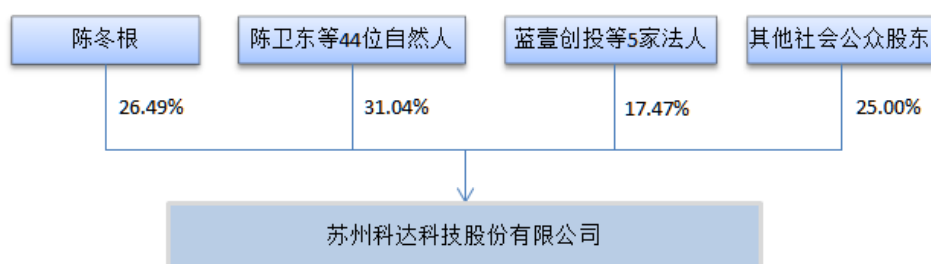 陈冬根
陈卫东等44位自然人
蓝壹创投等5家法人
其他社会公众股东
26.49%
31.04%
17.47%
25.00%
苏州科达科技股份有限公司